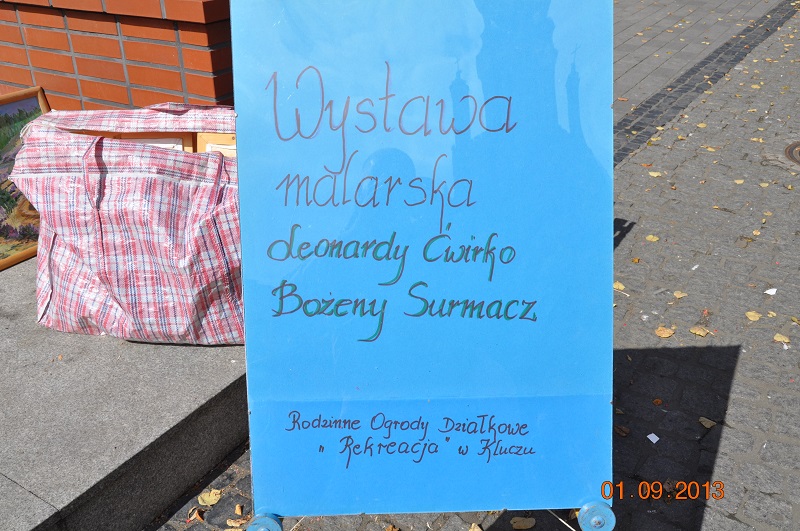 Wystawa
malarska
Leonardy Ćwirko
Bożeny Surmacz
Rodzinne Ogrody Działkowe
„Rekreacja" w Kluczu
01.09.2013